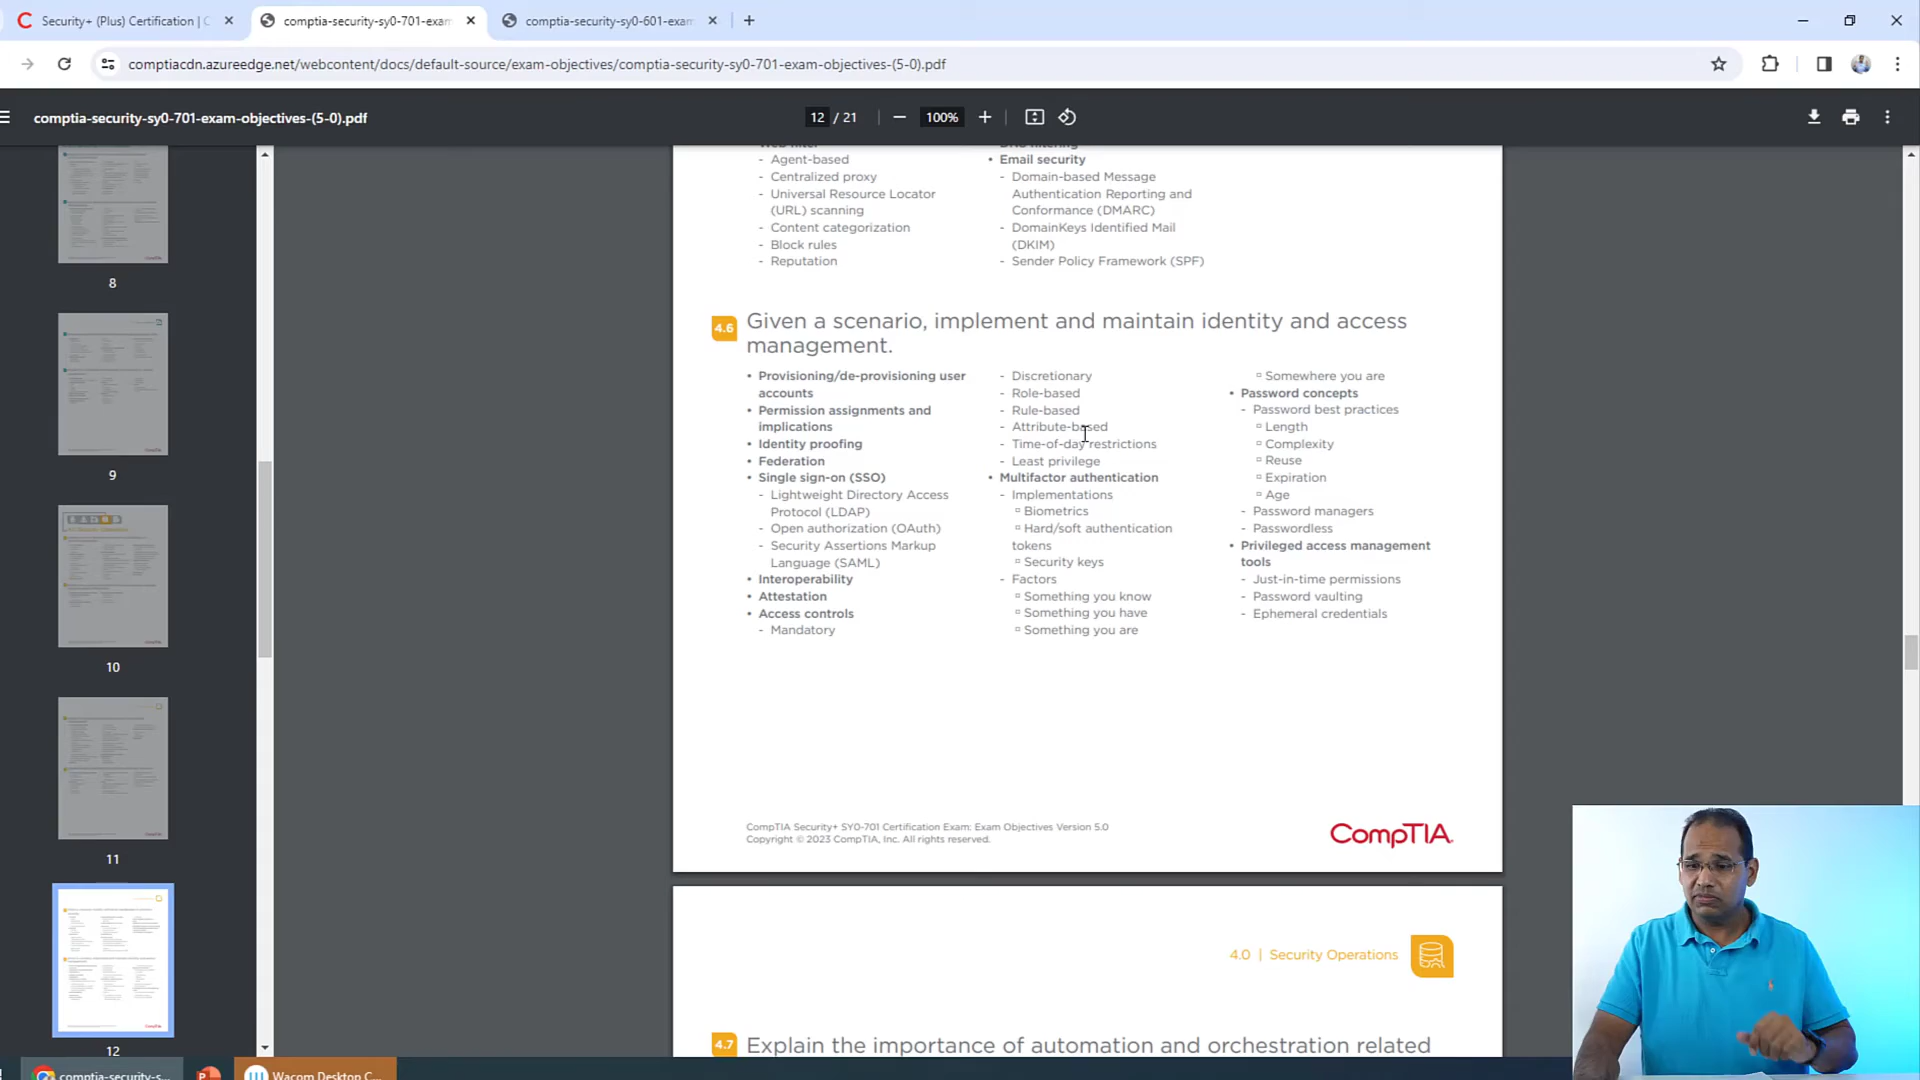 Security+ (Plus) Certification | C
comptia-security-sy0-701-exam
comptia-security-sy0-601-exam
comptiacdn.azureedge.net/webcontent/docs/default-source/exam-objectives/comptia-security-sy0-701-exam-objectives-(5-0).pdf
comptia-security-sy0-701-exam-objectives-(5-0).pdf
12 / 21
100%
8
9
10
11
12
- Agent-based
- Centralized proxy
- Universal Resource Locator
(URL) scanning
- Content categorization
- Block rules
- Reputation
• Email security
- Domain-based Message
Authentication Reporting and
Conformance (DMARC)
- DomainKeys Identified Mail
(DKIM)
- Sender Policy Framework (SPF)
4.6 Given a scenario, implement and maintain identity and access
management.
• Provisioning/de-provisioning user
accounts
• Permission assignments and
implications
• Identity proofing
• Federation
• Single sign-on (SSO)
- Lightweight Directory Access
Protocol (LDAP)
- Open authorization (OAuth)
- Security Assertions Markup
Language (SAML)
• Interoperability
• Attestation
• Access controls
- Mandatory
- Discretionary
- Role-based
- Rule-based
- Attribute-based
- Time-of-day restrictions
- Least privilege
• Multifactor authentication
- Implementations
▫ Biometrics
▫ Hard/soft authentication
tokens
▫ Security keys
- Factors
▫ Something you know
▫ Something you have
▫ Something you are
▫ Somewhere you are
• Password concepts
- Password best practices
▫ Length
▫ Complexity
▫ Reuse
▫ Expiration
▫ Age
- Password managers
- Passwordless
• Privileged access management
tools
- Just-in-time permissions
- Password vaulting
- Ephemeral credentials
CompTIA Security+ SY0-701 Certification Exam: Exam Objectives Version 5.0
Copyright © 2023 CompTIA, Inc. All rights reserved.
CompTIA.
4.0 | Security Operations
4.7 Explain the importance of automation and orchestration related
comptia-security-s...
Wacom Desktop C...